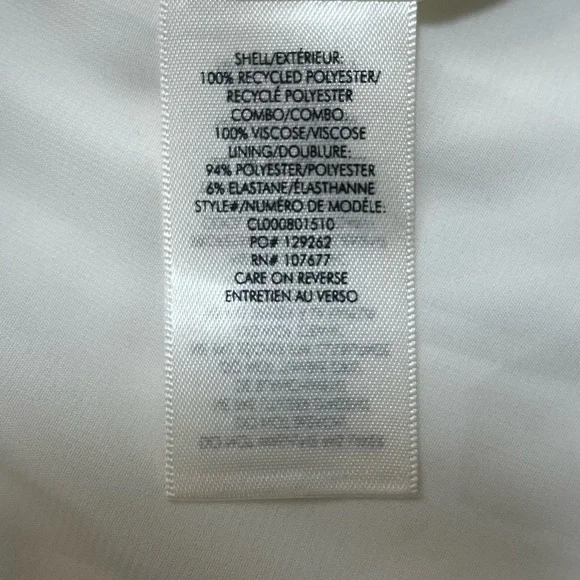 SHELL/EXTÉRIEUR:
100% RECYCLED POLYESTER/
RECYCLÉ POLYESTER
COMBO/COMBO:
100% VISCOSE/VISCOSE
LINING/DOUBLURE:
94% POLYESTER/POLYESTER
6% ELASTANE/ÉLASTHANNE
STYLE#/NUMÉRO DE MODÈLE:
CL000801510
PO# 129262
RN# 107677
CARE ON REVERSE
ENTRETIEN AU VERSO